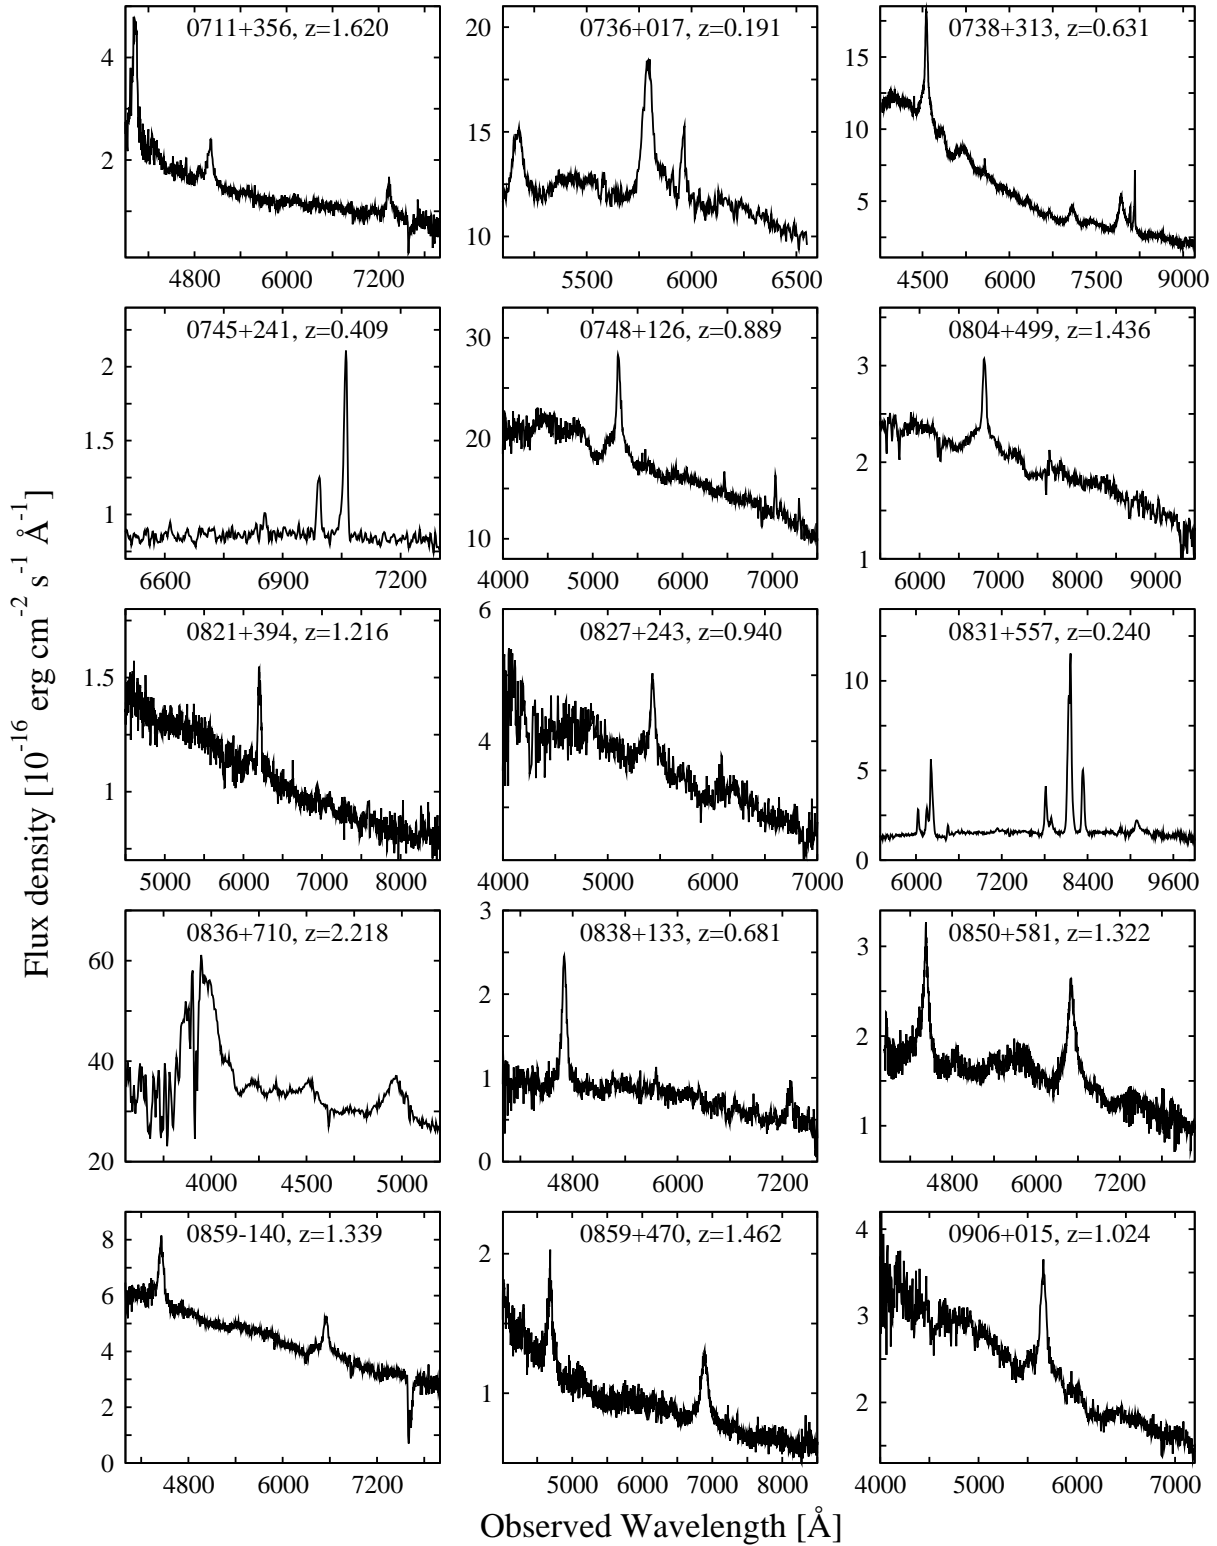 0711+356, z=1.620
4
2
4800 6000 7200
0736+017, z=0.191
20
15
10
5500 6000 6500
0738+313, z=0.631
15
10
5
4500 6000 7500 9000
0745+241, z=0.409
2
1.5
1
6600 6900 7200
0748+126, z=0.889
30
20
10
4000 5000 6000 7000
0804+499, z=1.436
3
2
1
6000 7000 8000 9000
0821+394, z=1.216
1.5
1
5000 6000 7000 8000
0827+243, z=0.940
6
4
4000 5000 6000 7000
0831+557, z=0.240
10
5
0
6000 7200 8400 9600
0836+710, z=2.218
60
40
20
4000 4500 5000
0838+133, z=0.681
3
2
1
0
4800 6000 7200
0850+581, z=1.322
3
2
1
4800 6000 7200
0859-140, z=1.339
8
6
4
2
0
4800 6000 7200
0859+470, z=1.462
2
1
5000 6000 7000 8000
0906+015, z=1.024
4
3
2
4000 5000 6000 7000
Flux density [10⁻¹⁶ erg cm⁻² s⁻¹ Å⁻¹]
Observed Wavelength [Å]